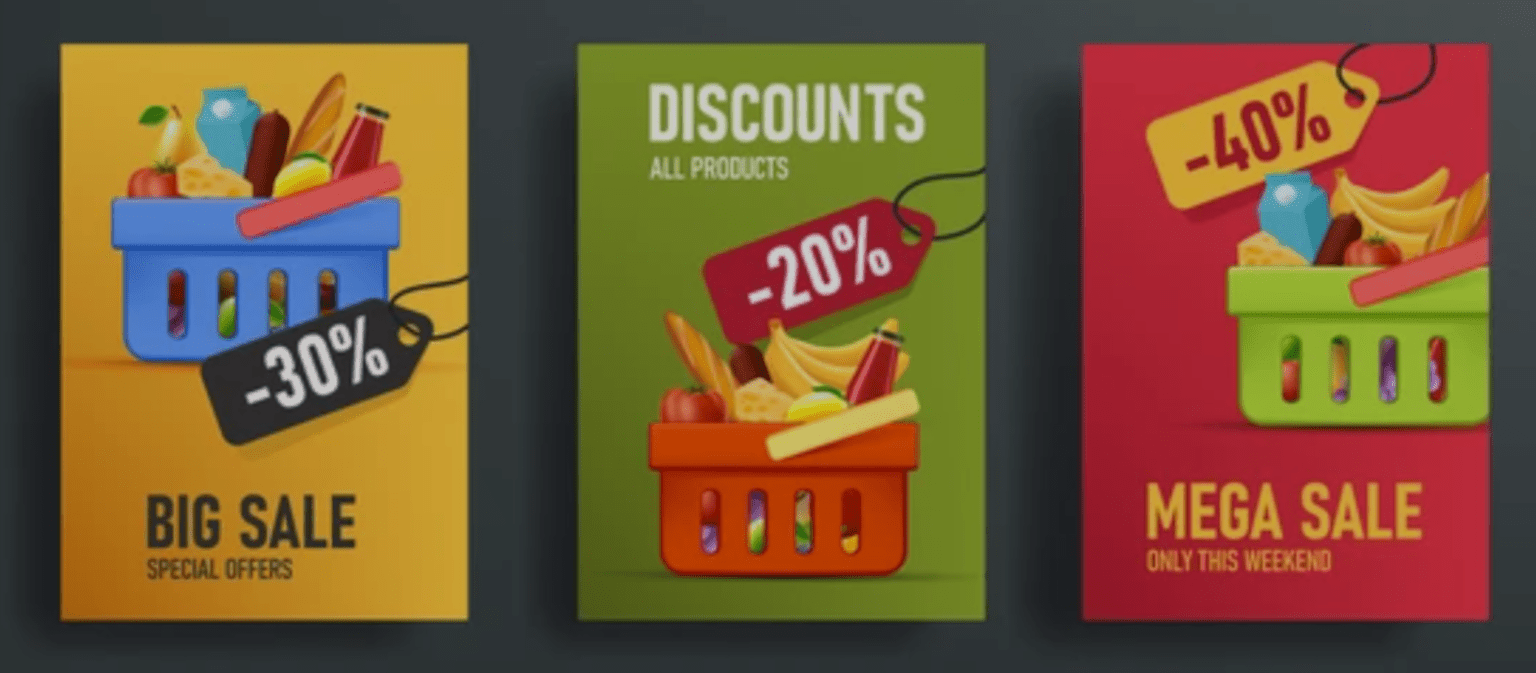 -30%
BIG SALE
SPECIAL OFFERS
DISCOUNTS
ALL PRODUCTS
-20%
-40%
MEGA SALE
ONLY THIS WEEKEND